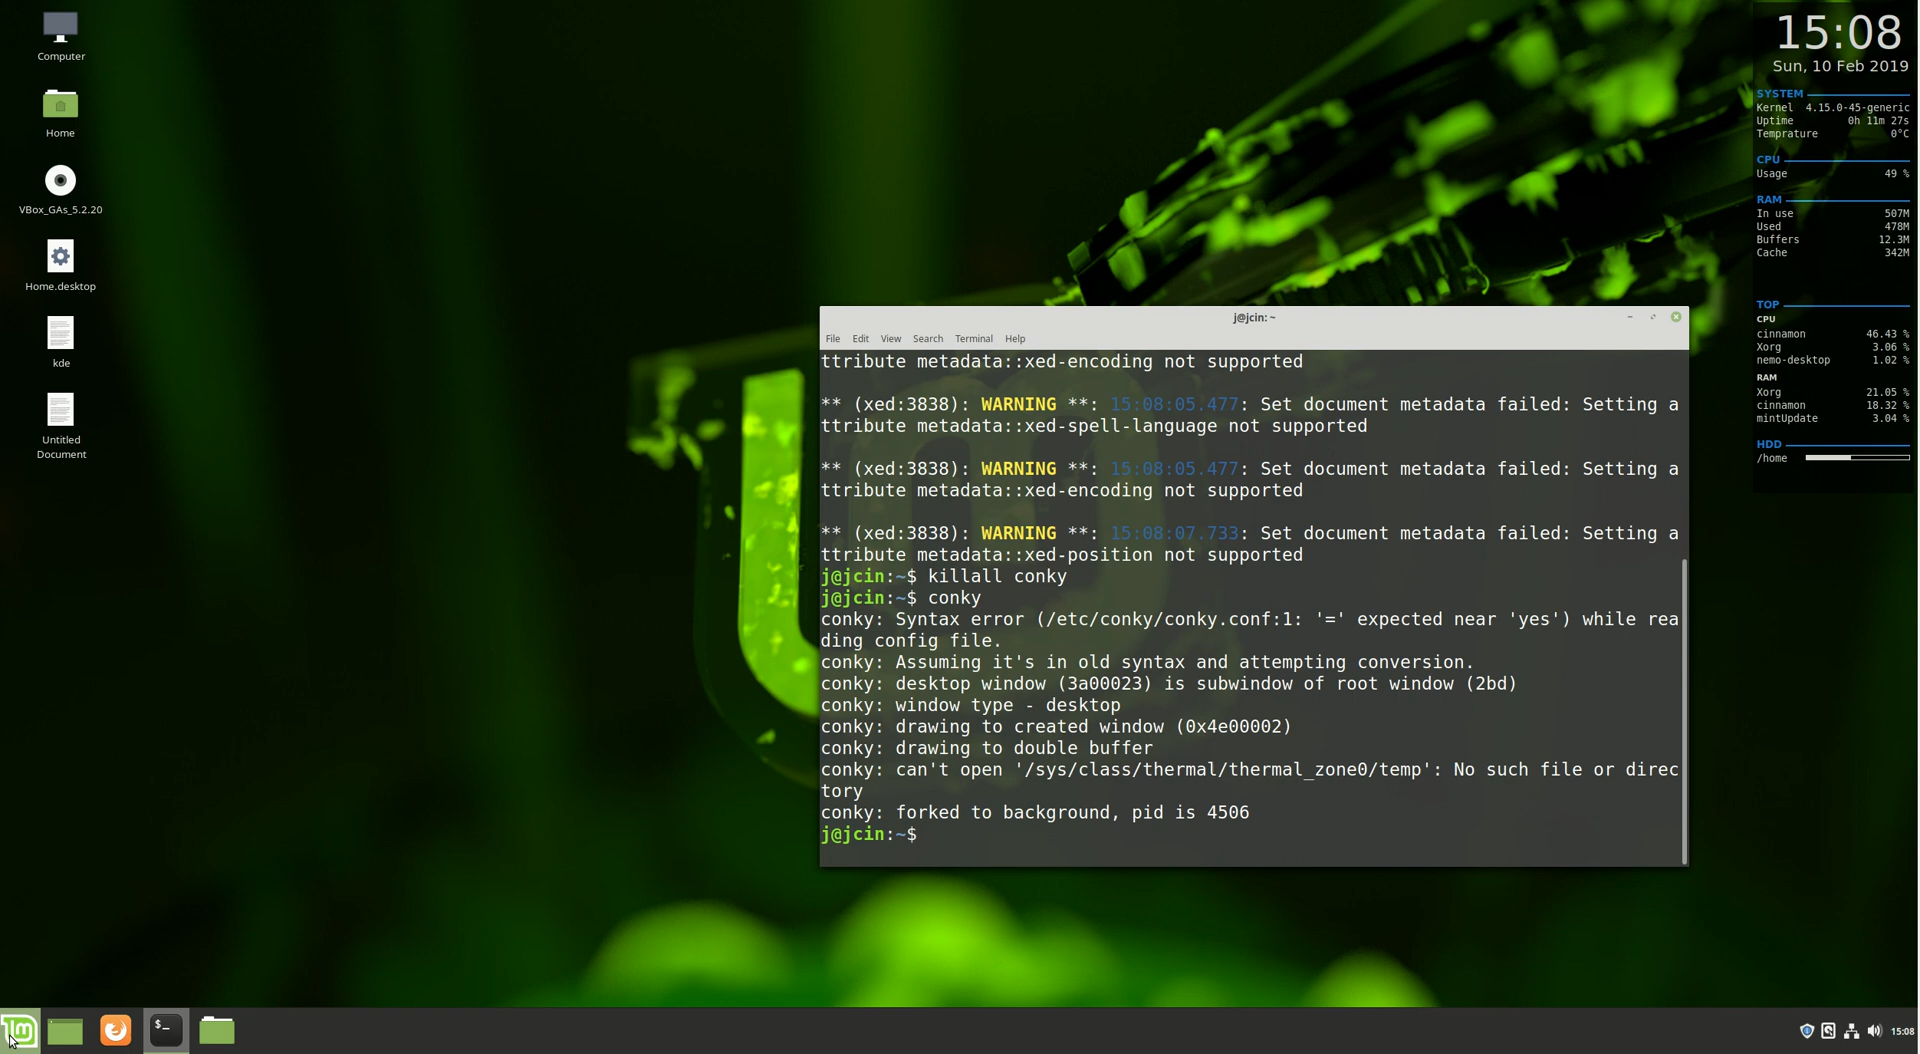 Computer
Home
VBox_GAs_5.2.20
Home.desktop
kde
Untitled
Document
j@jcin: ~
File Edit View Search Terminal Help
ttribute metadata::xed-encoding not supported
** (xed:3838): WARNING **: 15:08:05.477: Set document metadata failed: Setting a
ttribute metadata::xed-spell-language not supported
** (xed:3838): WARNING **: 15:08:05.477: Set document metadata failed: Setting a
ttribute metadata::xed-encoding not supported
** (xed:3838): WARNING **: 15:08:07.733: Set document metadata failed: Setting a
ttribute metadata::xed-position not supported
j@jcin:~$ killall conky
j@jcin:~$ conky
conky: Syntax error (/etc/conky/conky.conf:1: '=' expected near 'yes') while rea
ding config file.
conky: Assuming it's in old syntax and attempting conversion.
conky: desktop window (3a00023) is subwindow of root window (2bd)
conky: window type - desktop
conky: drawing to created window (0x4e00002)
conky: drawing to double buffer
conky: can't open '/sys/class/thermal/thermal_zone0/temp': No such file or direc
tory
conky: forked to background, pid is 4506
j@jcin:~$
15:08
Sun, 10 Feb 2019
SYSTEM
Kernel 4.15.0-45-generic
Uptime 0h 11m 27s
Temprature 0°C
CPU
Usage 49 %
RAM
In use 507M
Used 478M
Buffers 12.3M
Cache 342M
TOP
CPU
cinnamon 46.43 %
Xorg 3.06 %
nemo-desktop 1.02 %
RAM
Xorg 21.05 %
cinnamon 18.32 %
mintUpdate 3.04 %
HDD
/home
$_
15:08